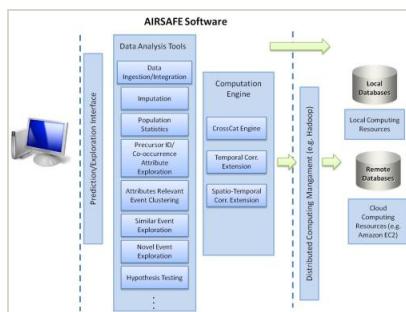 AIRSAFE Software
Prediction/Exploration Interface
Data Analysis Tools
Data
Ingestion/Integration
Imputation
Population
Statistics
Precursor ID/
Co-occurrence
Attribute
Exploration
Attributes Relevant
Event Clustering
Similar Event
Exploration
Novel Event
Exploration
Hypothesis Testing
Computation
Engine
CrossCat Engine
Temporal Corr.
Extension
Spatio-Temporal
Corr. Extension
Distributed Computing Mangament (e.g. Hadoop)
Local
Databases
Local Computing
Resources
Remote
Databases
Cloud
Computing
Resources (e.g.
Amazon EC2)